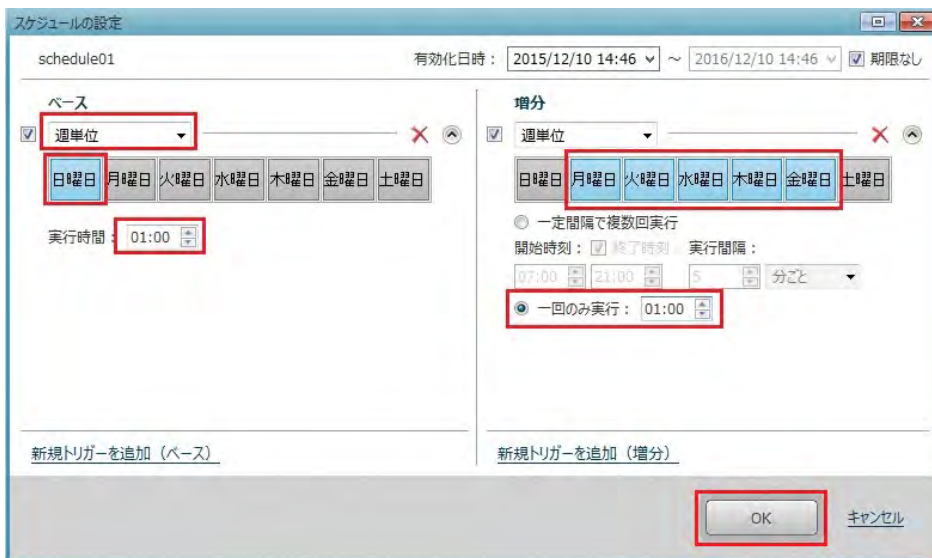 スケジュールの設定
schedule01 有効化日時： 2015/12/10 14:46 ～ 2016/12/10 14:46 期限なし
ベース
週単位
日曜日 月曜日 火曜日 水曜日 木曜日 金曜日 土曜日
実行時間： 01:00
新規トリガーを追加（ベース）
増分
週単位
日曜日 月曜日 火曜日 水曜日 木曜日 金曜日 土曜日
一定間隔で複数回実行
開始時刻： 終了時刻 実行間隔：
07:00 21:00 5 分ごと
一回のみ実行： 01:00
新規トリガーを追加（増分）
OK キャンセル